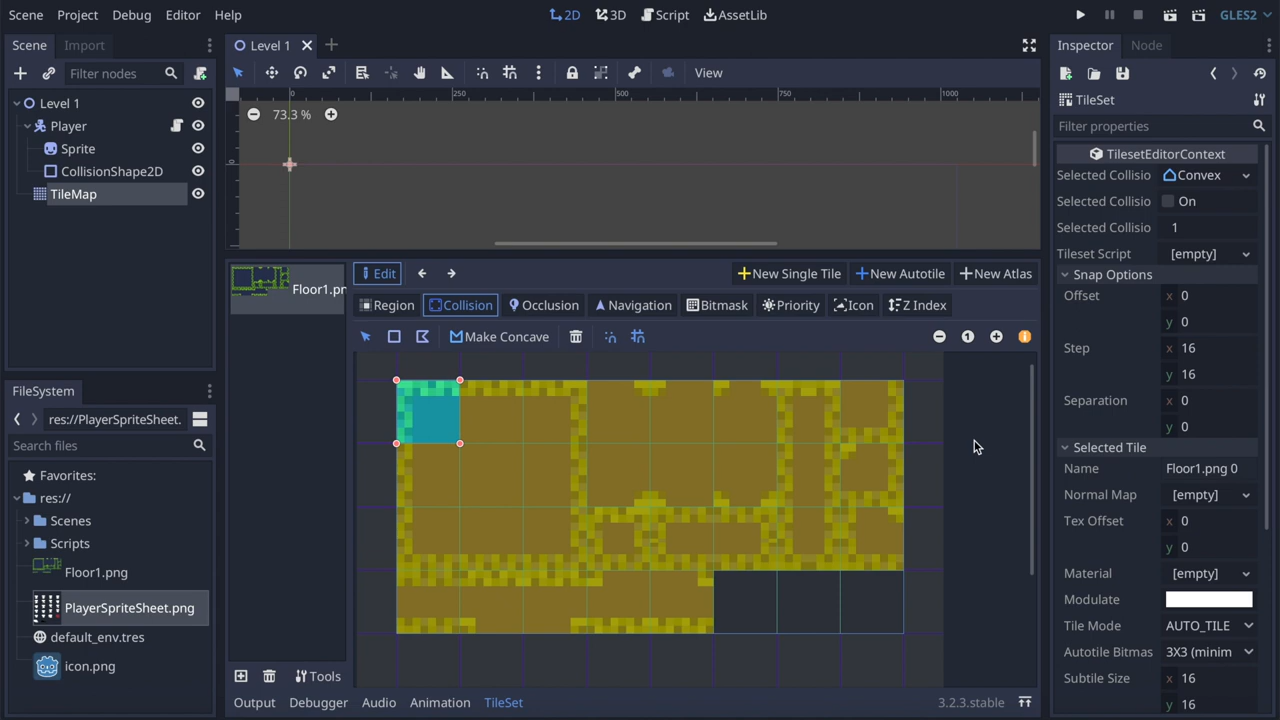 Scene Project Debug Editor Help
2D 3D Script AssetLib
GLES2
Scene Import
Filter nodes
Level 1
Player
Sprite
CollisionShape2D
TileMap
FileSystem
res://PlayerSpriteSheet.
Search files
Favorites:
res://
Scenes
Scripts
Floor1.png
PlayerSpriteSheet.png
default_env.tres
icon.png
Level 1
View
0 250 500 750 1000
0
73.3 %
Floor1.pr
Tools
Edit New Single Tile New Autotile New Atlas
Region Collision Occlusion Navigation Bitmask Priority Icon Z Index
Make Concave
Output Debugger Audio Animation TileSet
3.2.3.stable
Inspector Node
TileSet
Filter properties
TilesetEditorContext
Selected Collisio Convex
Selected Collisio On
Selected Collisio 1
Tileset Script [empty]
Snap Options
Offset x 0
y 0
Step x 16
y 16
Separation x 0
y 0
Selected Tile
Name Floor1.png 0
Normal Map [empty]
Tex Offset x 0
y 0
Material [empty]
Modulate
Tile Mode AUTO_TILE
Autotile Bitmas 3X3 (minim
Subtile Size x 16
y 16